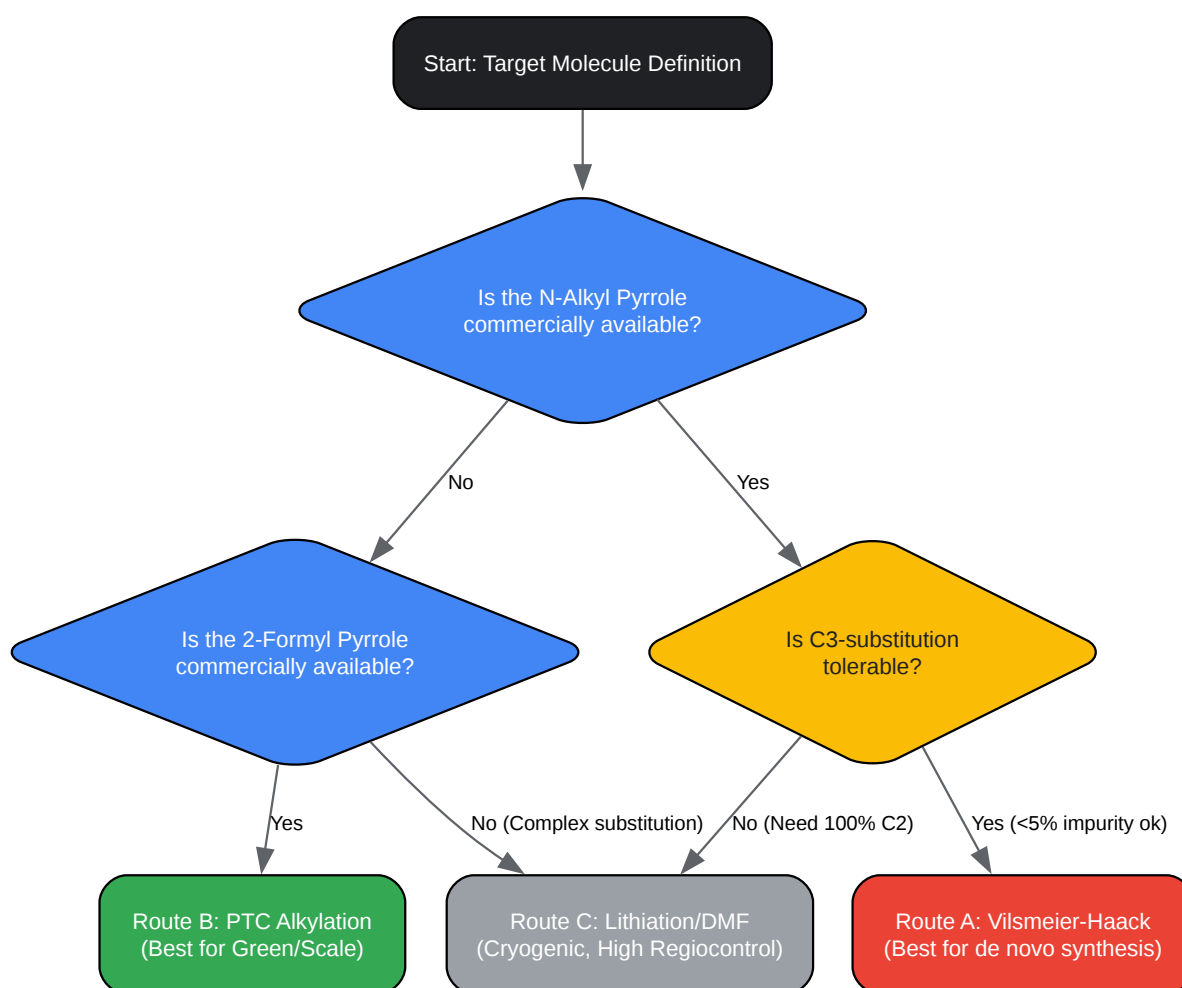 Start: Target Molecule Definition
Is the N-Alkyl Pyrrole
commercially available?
No
Yes
Is the 2-Formyl Pyrrole
commercially available?
Is C3-substitution
tolerable?
Yes
No (Complex substitution)
No (Need 100% C2)
Yes (<5% impurity ok)
Route B: PTC Alkylation
(Best for Green/Scale)
Route C: Lithiation/DMF
(Cryogenic, High Regiocontrol)
Route A: Vilsmeier-Haack
(Best for de novo synthesis)